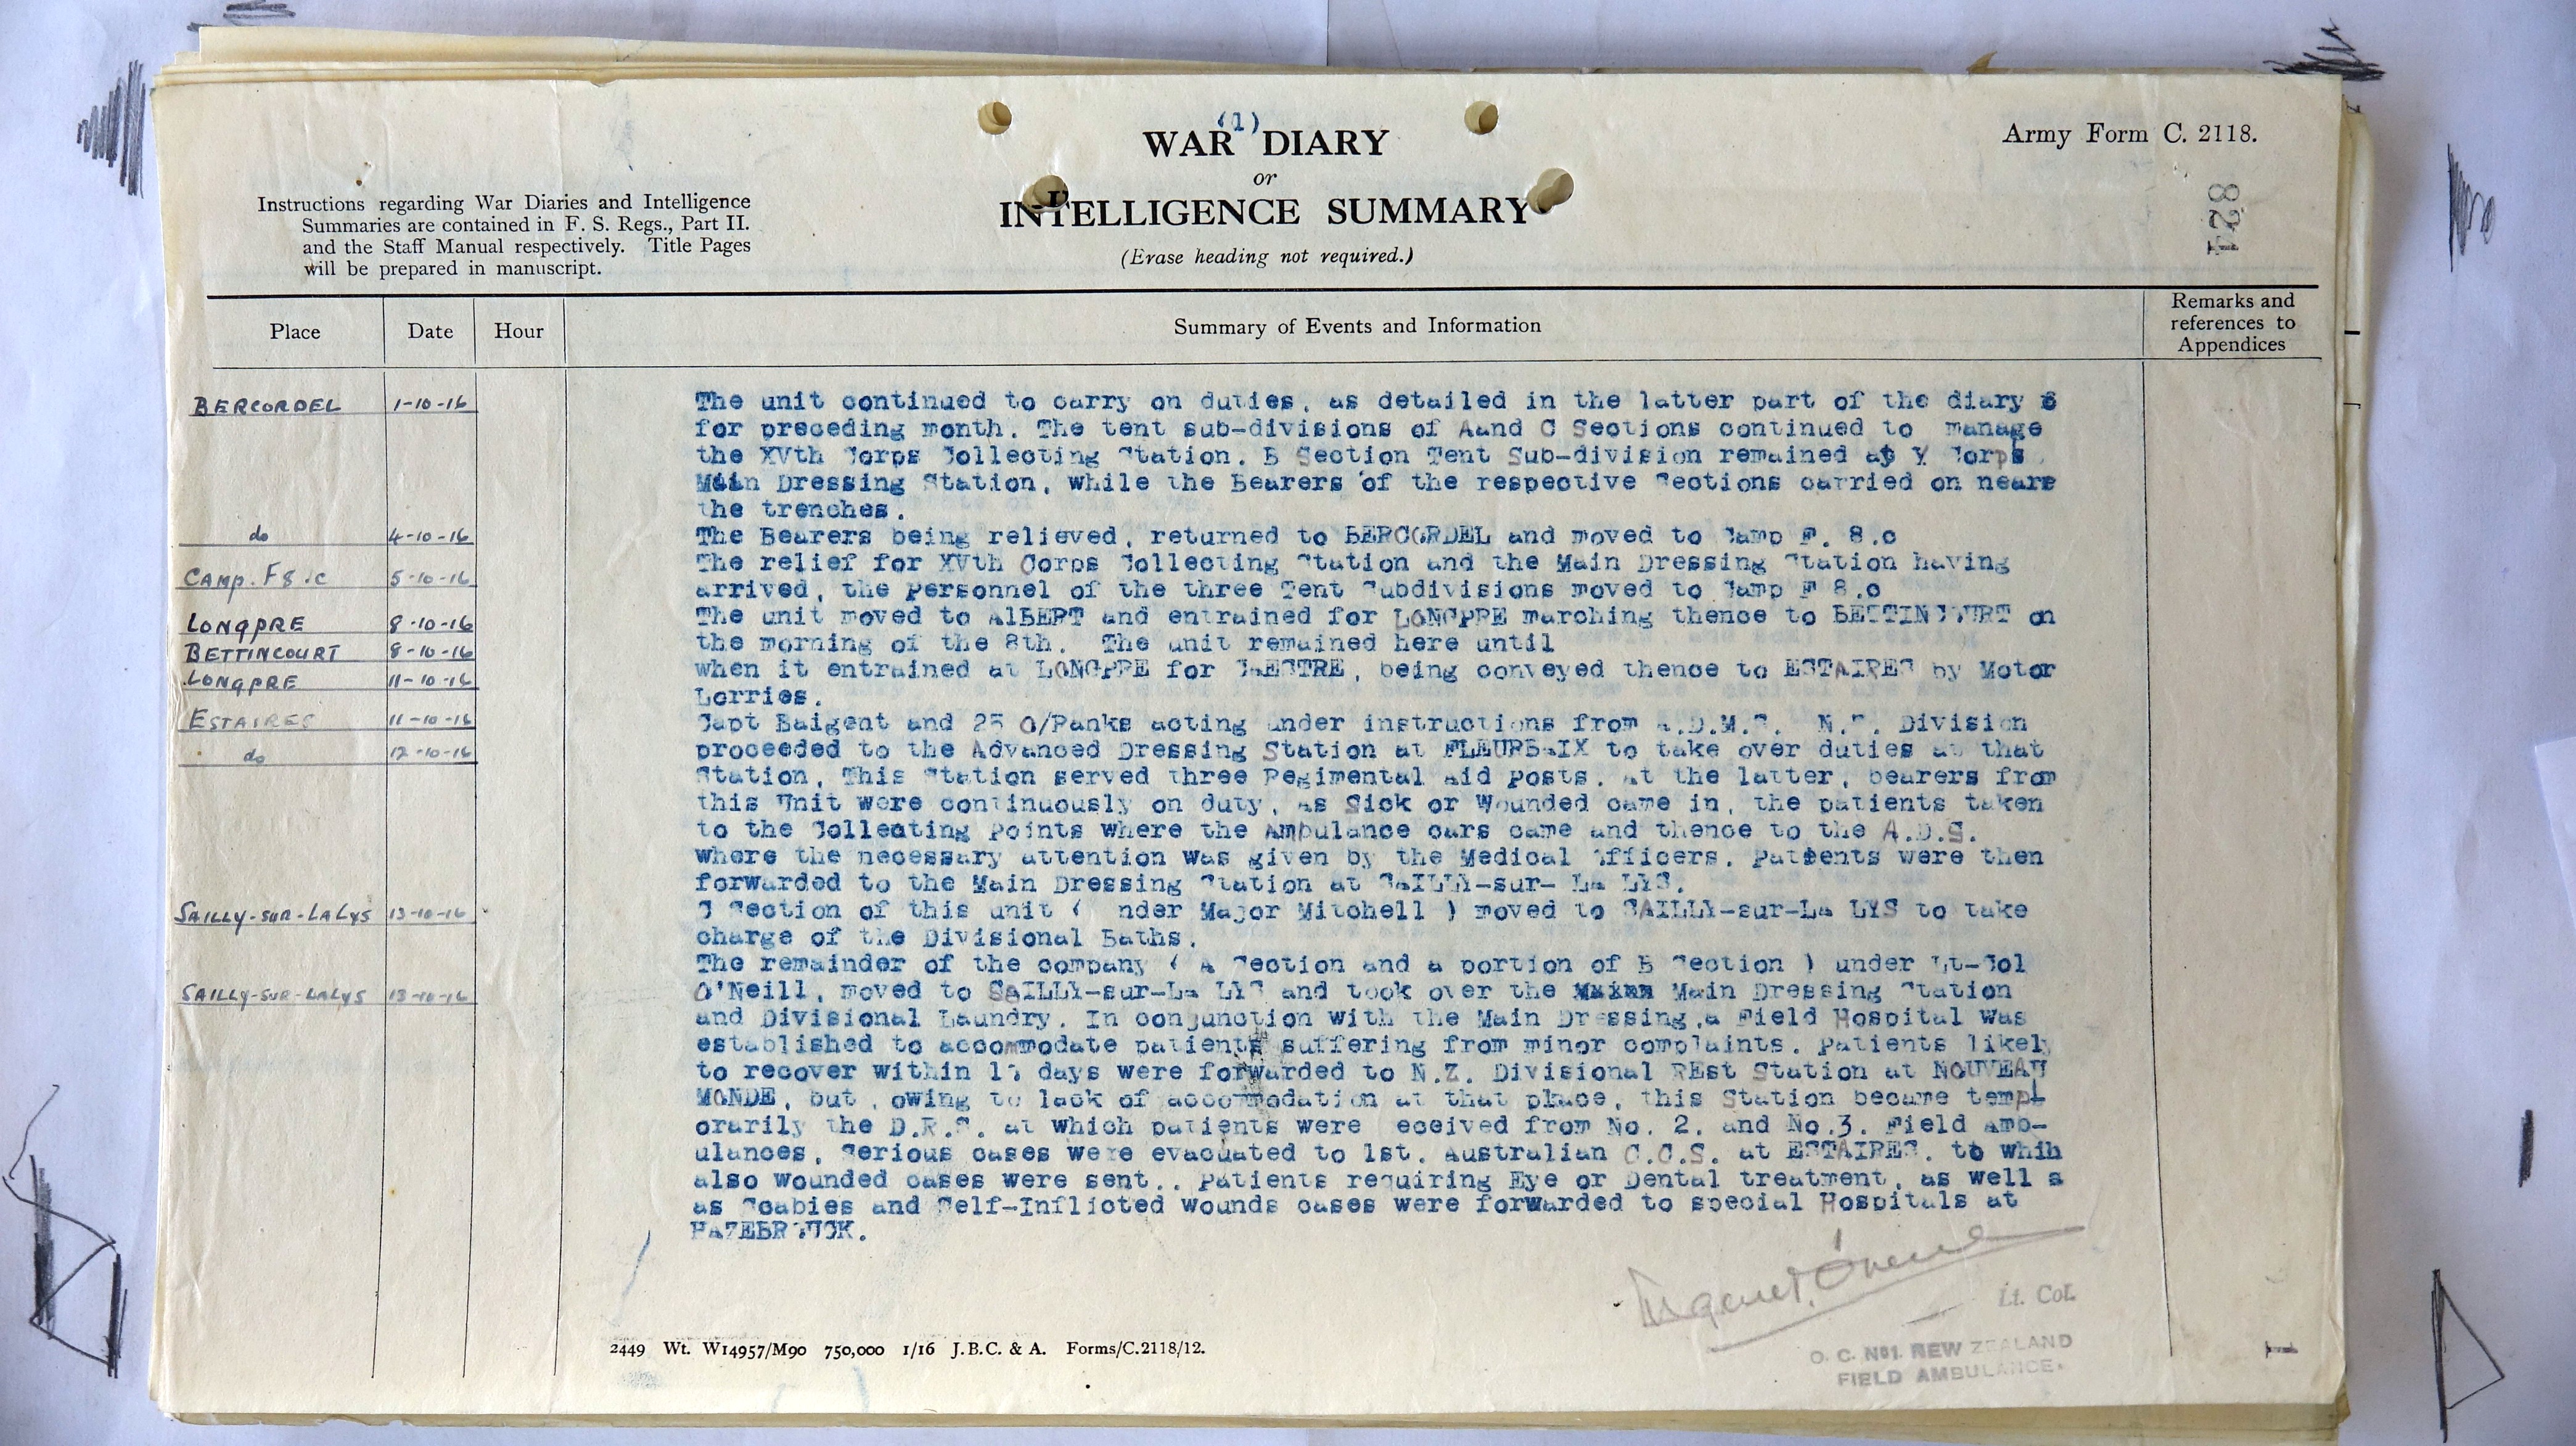 (1)
WAR DIARY
or
INTELLIGENCE SUMMARY
(Erase heading not required.)
Army Form C. 2118.
821
Instructions regarding War Diaries and Intelligence
Summaries are contained in F. S. Regs., Part II.
and the Staff Manual respectively. Title Pages
will be prepared in manuscript.
Place Date Hour Summary of Events and Information Remarks and
references to
Appendices
BERCORDEL 1-10-16 The unit continued to carry on duties, as detailed in the latter part of the diary
for preceding month. The tent sub-divisions of Aand C Sections continued to manage
the XVth Corps Collecting Station. B Section Tent Sub-division remained at V Corps
Main Dressing Station, while the Bearers of the respective Sections carried on near
the trenches.
do 4-10-16 The Bearers being relieved, returned to BERCORDEL and moved to Camp F. 8.c
Camp. F8.c 5-10-16 The relief for XVth Corps Collecting Station and the Main Dressing Station having
arrived, the Personnel of the three Tent Subdivisions moved to Camp F 8.c
LONGPRE 8-10-16 The unit moved to AlBERT and entrained for LONGPRE marching thence to BETTINCOURT on
the morning of the 8th. The unit remained here until
BETTINCOURT 8-10-16
LONGPRE 11-10-16 when it entrained at LONGPRE for CAESTRE, being conveyed thence to ESTAIRES by Motor
Lorries.
ESTAIRES 11-10-16 Capt Baigent and 25 O/Ranks acting under instructions from A.D.M.S. N.Z. Division
do 12-10-16 proceeded to the Advanced Dressing Station at FLEURBAIX to take over duties at that
Station. This Station served three Regimental Aid Posts. At the latter, bearers from
this Unit were continuously on duty, as Sick or Wounded came in, the patients taken
to the Collecting Points where the Ambulance cars came and thence to the A.D.S.
where the necessary attention was given by the Medical Officers. Patients were then
forwarded to the Main Dressing Station at SAILLY-sur- La LYS.
SAILLY-SUR-LALYS 13-10-16 C Section of this unit ( nder Major Mitchell ) moved to SAILLY-sur-La LYS to take
charge of the Divisional Baths.
The remainder of the company ( A Section and a portion of B Section ) under Lt-Col
SAILLY-SUR-LALYS 13-10-16 O'Neill, moved to SAILLY-sur-La LYS and took over the Main Dressing Station
and Divisional Laundry. In conjunction with the Main Dressing ,a Field Hospital was
established to accommodate patients suffering from minor complaints. Patients likely
to recover within days were forwarded to N.Z. Divisional REst Station at NOUVEAU
MONDE, but , owing to lack of accommodation at that place, this Station became temp-
orarily the D.R.S. at which patients were eceived from No. 2. and No.3. Field Amb-
ulances, Serious cases were evacuated to 1st. Australian C.C.S. at ESTAIRES. to whih
also wounded cases were sent.. Patients requiring Eye or Dental treatment, as well s
as Scabies and Self-Inflicted wounds cases were forwarded to special Hospitals at
HAZEBROUCK.
Lt. Col.
O. C. No1. NEW ZEALAND
FIELD AMBULANCE.
2449 Wt. W14957/M90 750,000 1/16 J.B.C. & A. Forms/C.2118/12.
1